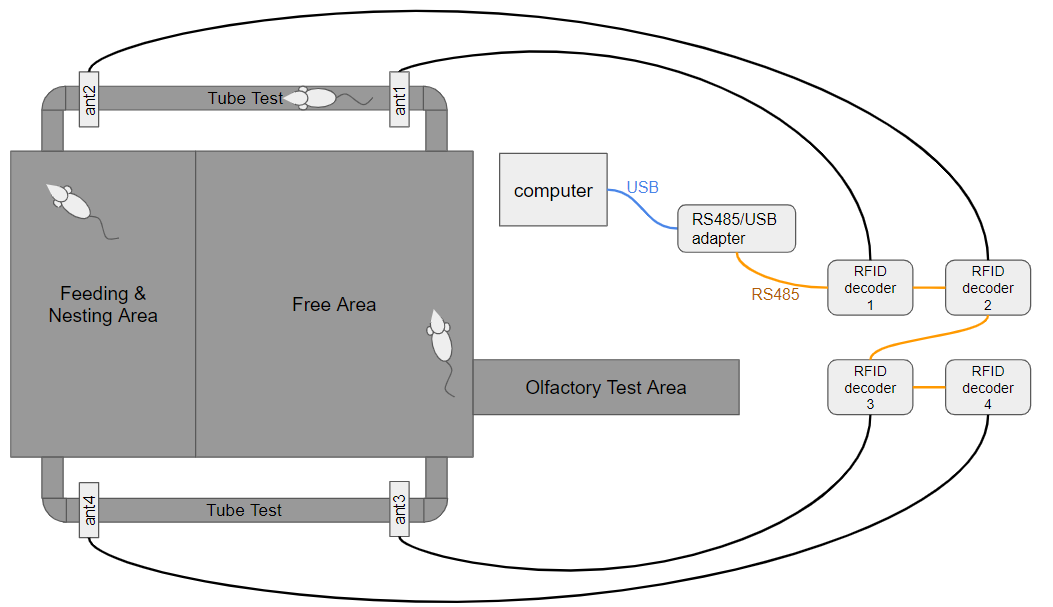 ant2
Tube Test
ant1
computer
USB
RS485/USB
adapter
RS485
RFID
decoder
1
RFID
decoder
2
Feeding &
Nesting Area
Free Area
Olfactory Test Area
RFID
decoder
3
RFID
decoder
4
ant4
Tube Test
ant3